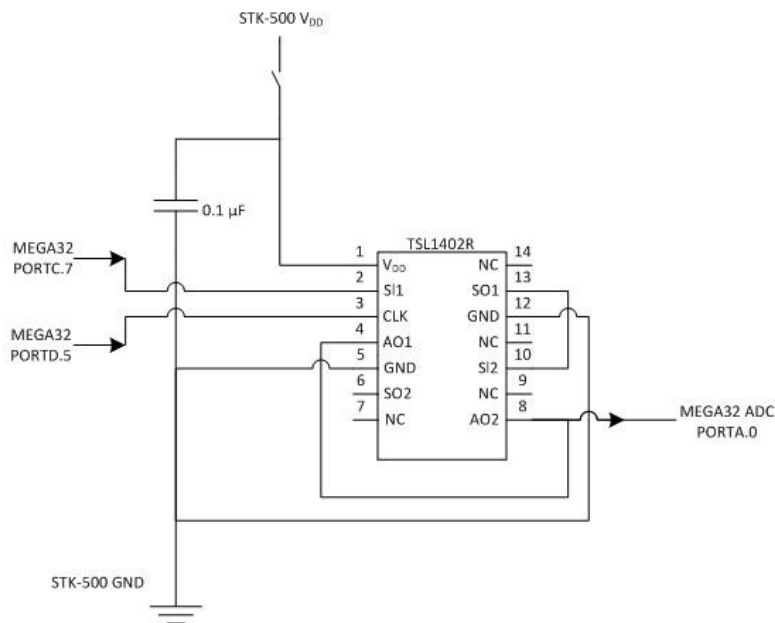 STK-500 VDD
0.1 µF
MEGA32
PORTC.7
MEGA32
PORTD.5
TSL1402R
1 VDD NC 14
2 SI1 SO1 13
3 CLK GND 12
4 AO1 NC 11
5 GND SI2 10
6 SO2 NC 9
7 NC AO2 8
MEGA32 ADC
PORTA.0
STK-500 GND